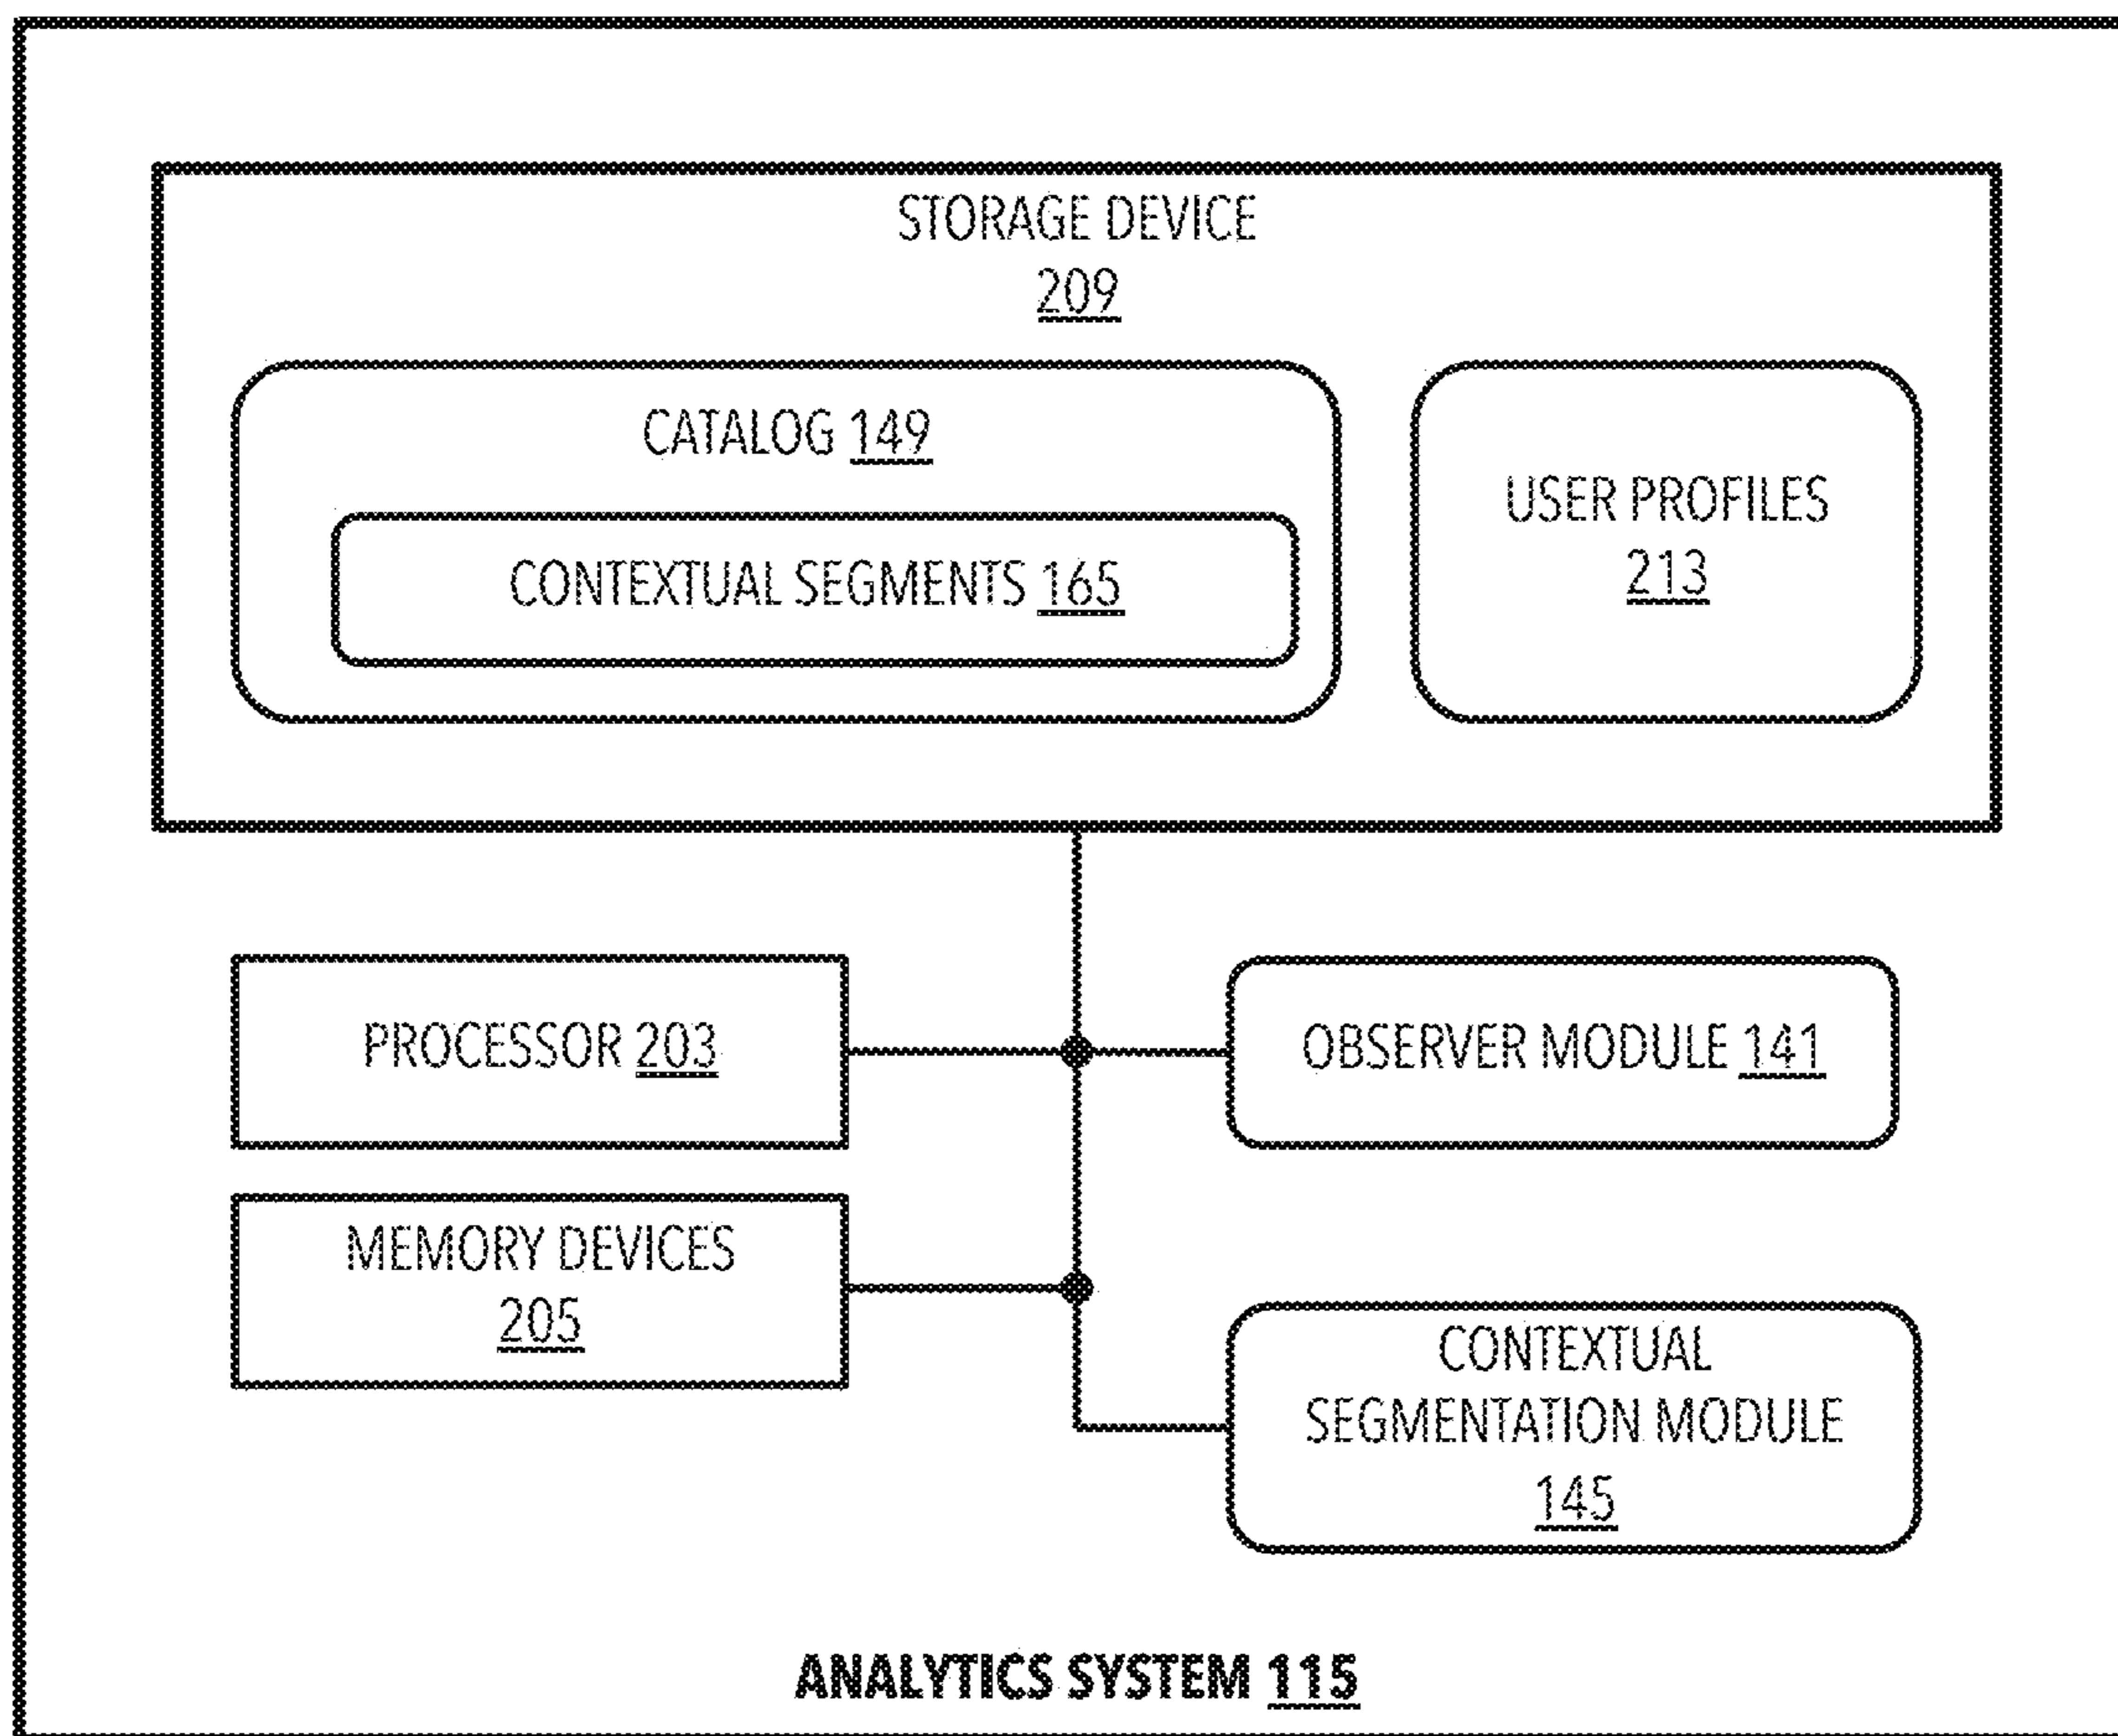 STORAGE DEVICE
209
CATALOG 149
CONTEXTUAL SEGMENTS 165
USER PROFILES
213
PROCESSOR 203
OBSERVER MODULE 141
MEMORY DEVICES
205
CONTEXTUAL
SEGMENTATION MODULE
145
ANALYTICS SYSTEM 115